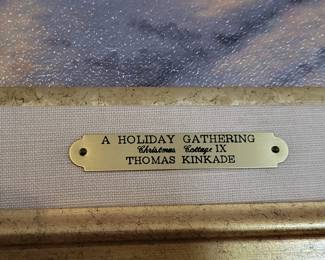 A HOLIDAY GATHERING
Christmas Cottage IX
THOMAS KINKADE